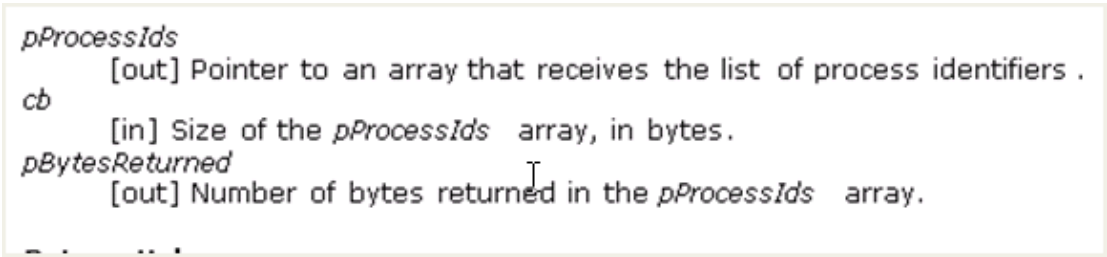 pProcessIds
[out] Pointer to an array that receives the list of process identifiers .
cb
[in] Size of the pProcessIds array, in bytes.
pBytesReturned
[out] Number of bytes returned in the pProcessIds array.